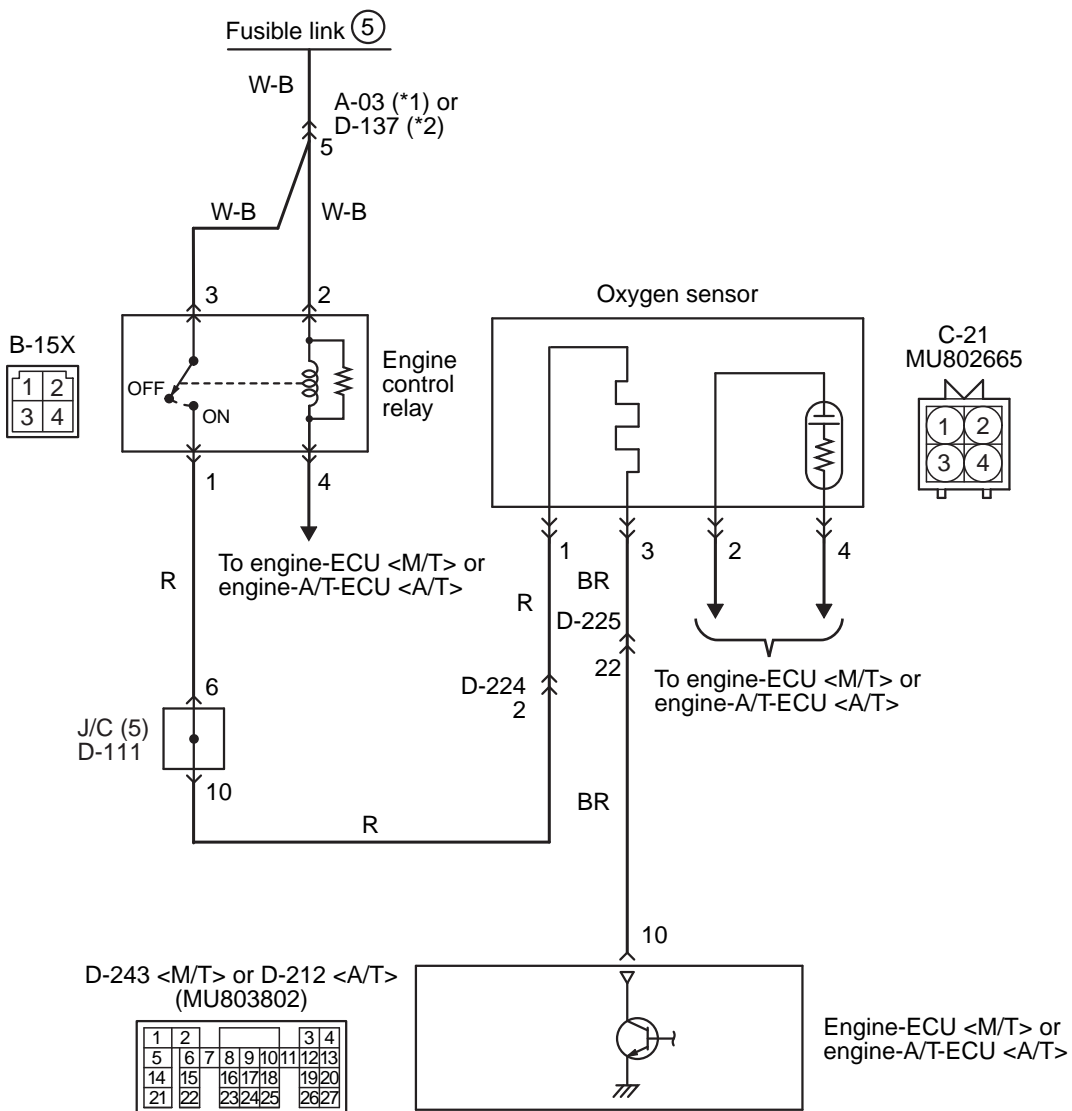 Fusible link 5
W-B
A-03 (*1) or
D-137 (*2)
5
W-B
W-B
3
2
B-15X
1 2
3 4
OFF
ON
Engine
control
relay
1
4
To engine-ECU <M/T> or
engine-A/T-ECU <A/T>
R
Oxygen sensor
C-21
MU802665
1 2
3 4
1
3
2
4
R
BR
D-225
22
D-224
2
To engine-ECU <M/T> or
engine-A/T-ECU <A/T>
6
J/C (5)
D-111
10
R
BR
10
D-243 <M/T> or D-212 <A/T>
(MU803802)
1 2 3 4
5 6 7 8 9 10 11 12 13
14 15 16 17 18 19 20
21 22 23 24 25 26 27
Engine-ECU <M/T> or
engine-A/T-ECU <A/T>